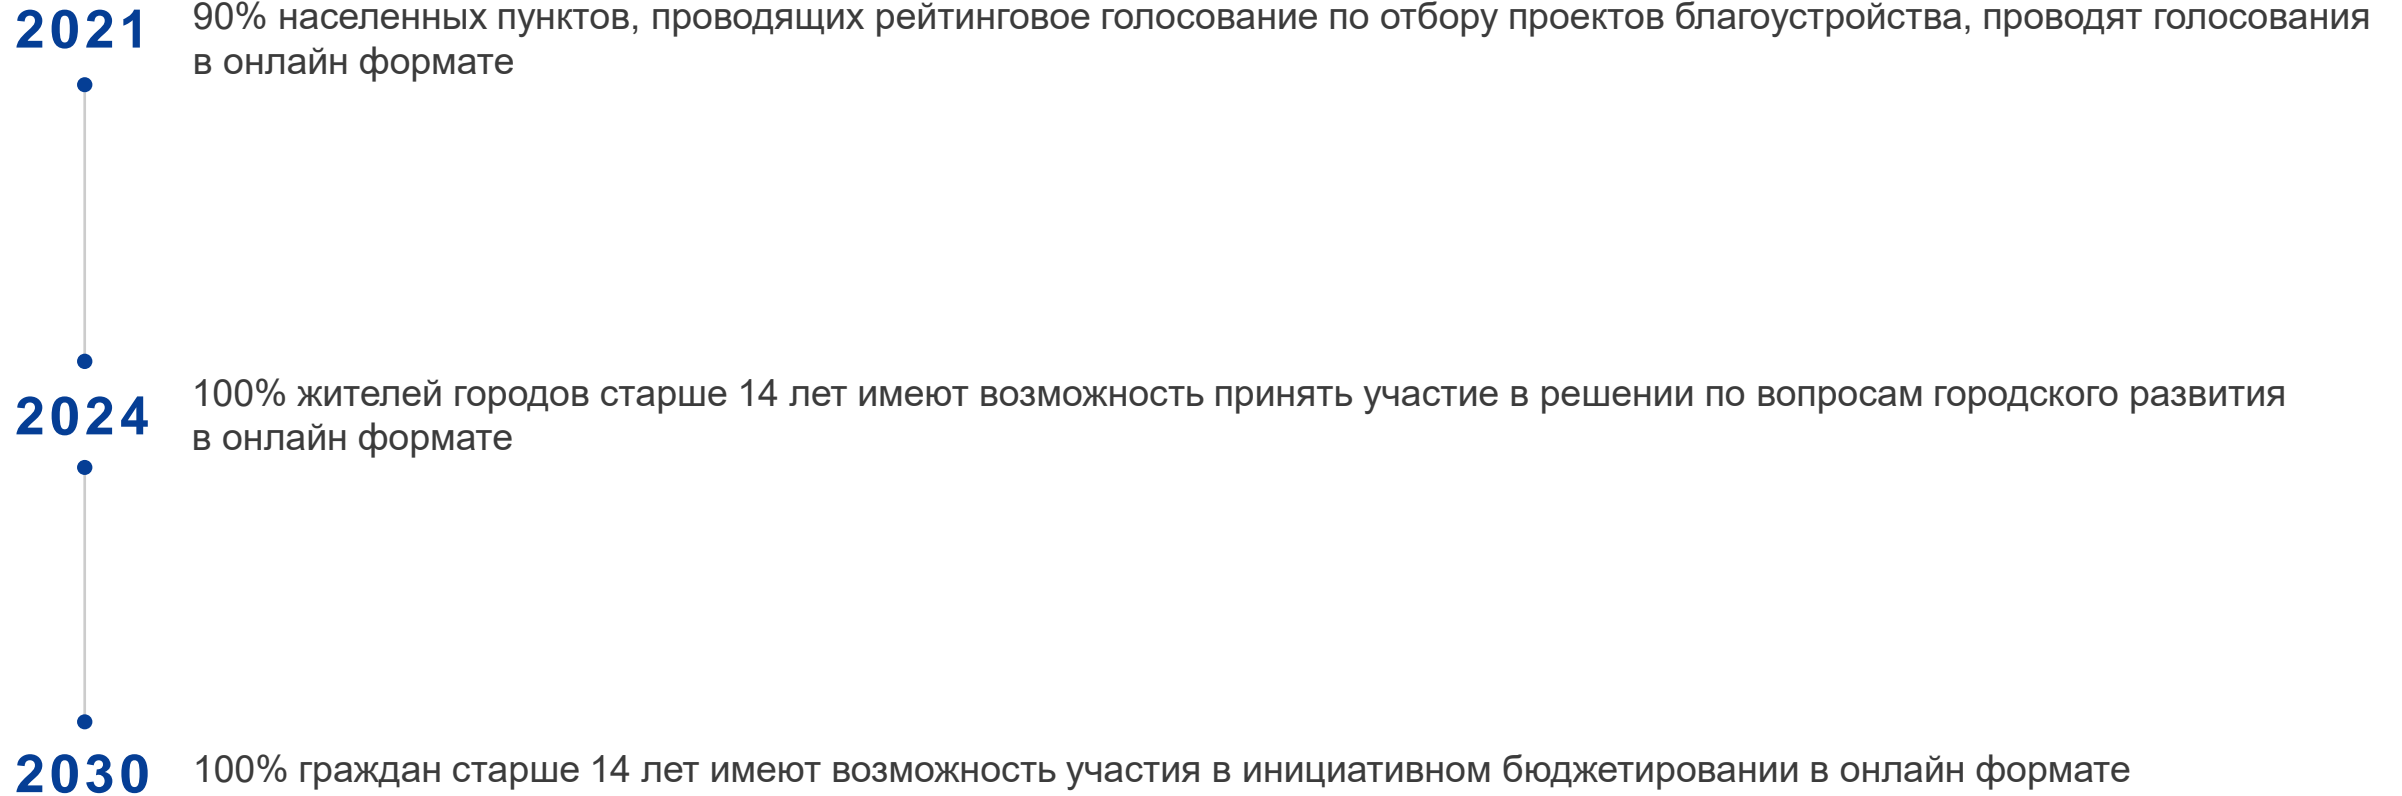 2021
90% населенных пунктов, проводящих рейтинговое голосование по отбору проектов благоустройства, проводят голосования
в онлайн формате
2024
100% жителей городов старше 14 лет имеют возможность принять участие в решении по вопросам городского развития
в онлайн формате
2030
100% граждан старше 14 лет имеют возможность участия в инициативном бюджетировании в онлайн формате